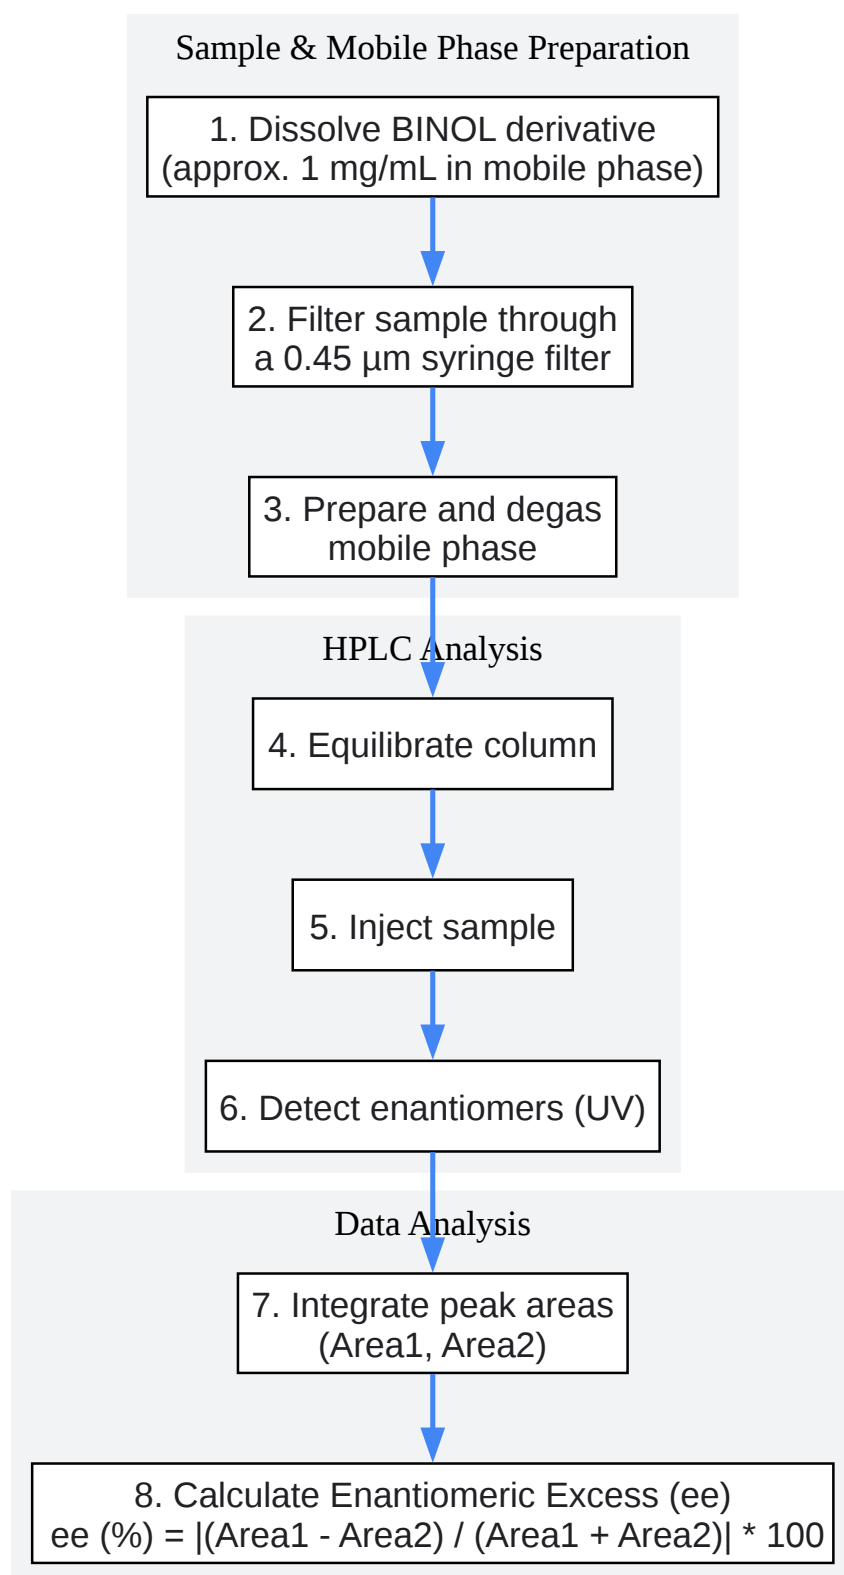 Sample & Mobile Phase Preparation
1. Dissolve BINOL derivative
(approx. 1 mg/mL in mobile phase)
2. Filter sample through
a 0.45 µm syringe filter
3. Prepare and degas
mobile phase
HPLC Analysis
4. Equilibrate column
5. Inject sample
6. Detect enantiomers (UV)
Data Analysis
7. Integrate peak areas
(Area1, Area2)
8. Calculate Enantiomeric Excess (ee)
ee (%) = |(Area1 - Area2) / (Area1 + Area2)| * 100